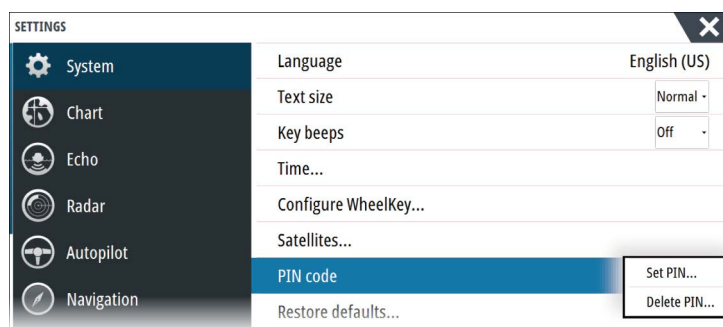 SETTINGS
System
Chart
Echo
Radar
Autopilot
Navigation
Language English (US)
Text size Normal
Key beeps Off
Time...
Configure WheelKey...
Satellites...
PIN code
Set PIN...
Delete PIN...
Restore defaults...